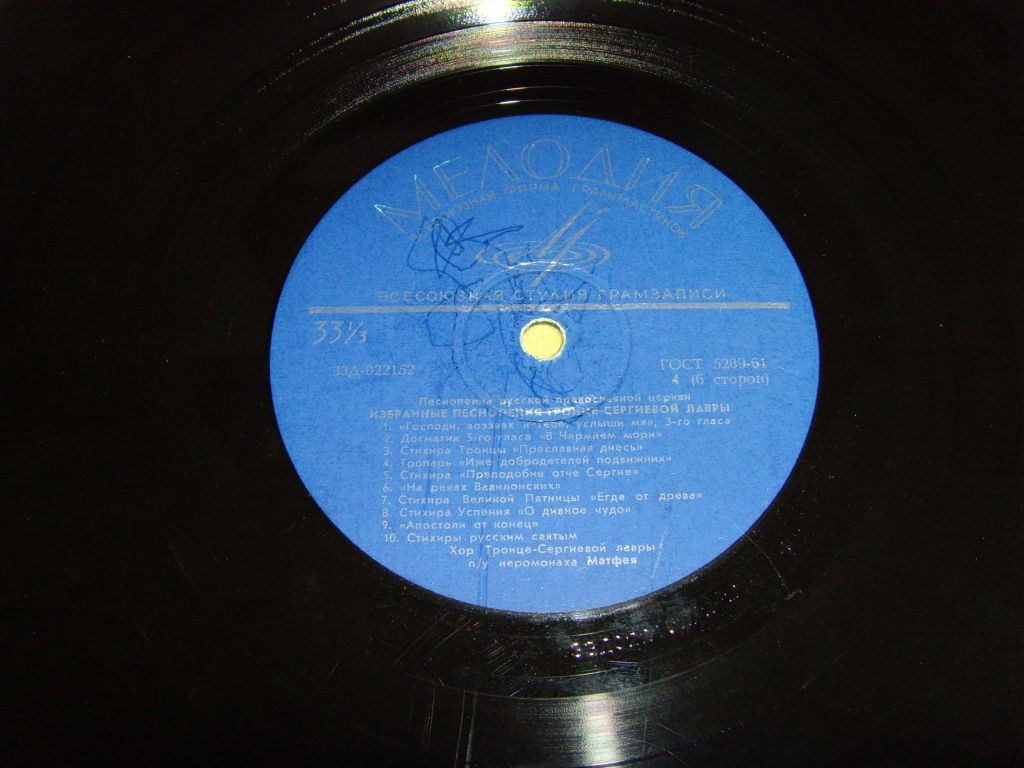 МЕЛОДИЯ
ВСЕСОЮЗНАЯ ФИРМА ГРАМПЛАСТИНОК
ВСЕСОЮЗНАЯ СТУДИЯ ГРАМЗАПИСИ
33⅓
33Д-022152
ГОСТ 5289-61
4 (6 сторон)
Песнопения русской православной церкви
ИЗБРАННЫЕ ПЕСНОПЕНИЯ ТРОИЦЕ-СЕРГИЕВОЙ ЛАВРЫ
1. «Господи, воззвах к тебе, услыши мя», 3-го гласа
2. Догматик 5-го гласа «В Чермнем мори»
3. Стихира Троицы «Преславная днесь»
4. Тропарь «Иже добродетелей подвижник»
5. Стихира «Преподобне отче Сергие»
6. «На реках Вавилонских»
7. Стихира Великой Пятницы «Егда от древа»
8. Стихира Успения «О дивное чудо»
9. «Апостоли от конец»
10. Стихиры русским святым
Хор Троице-Сергиевой лавры
п/у иеромонаха Матфея